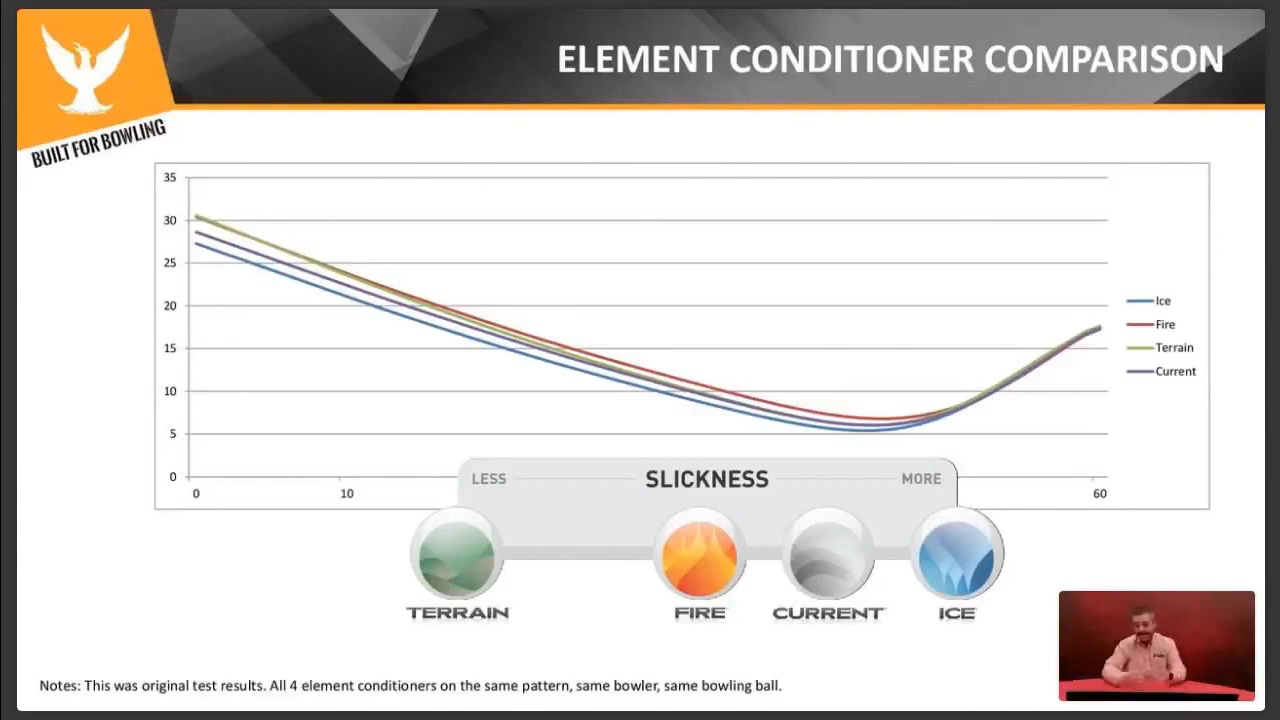 ELEMENT CONDITIONER COMPARISON
BUILT FOR BOWLING
35
30
25
20
15
10
5
0
0 10 60
Ice
Fire
Terrain
Current
LESS SLICKNESS MORE
TERRAIN FIRE CURRENT ICE
Notes: This was original test results. All 4 element conditioners on the same pattern, same bowler, same bowling ball.